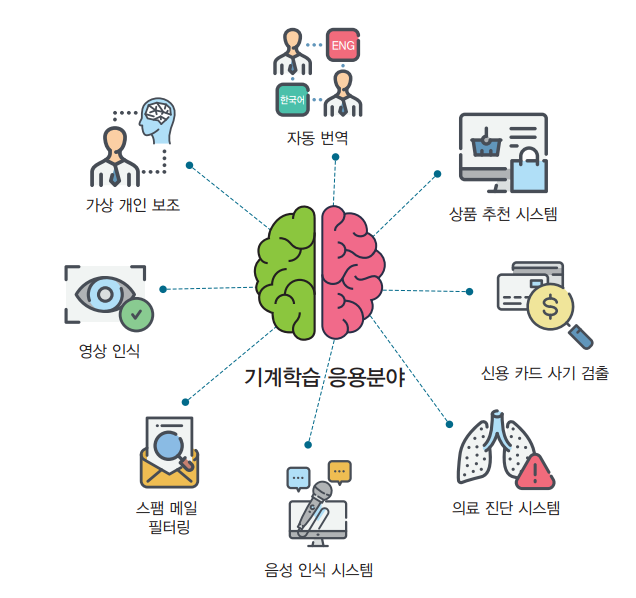 ENG
한국어
자동 번역
가상 개인 보조
상품 추천 시스템
영상 인식
신용 카드 사기 검출
기계학습 응용분야
스팸 메일
필터링
의료 진단 시스템
음성 인식 시스템